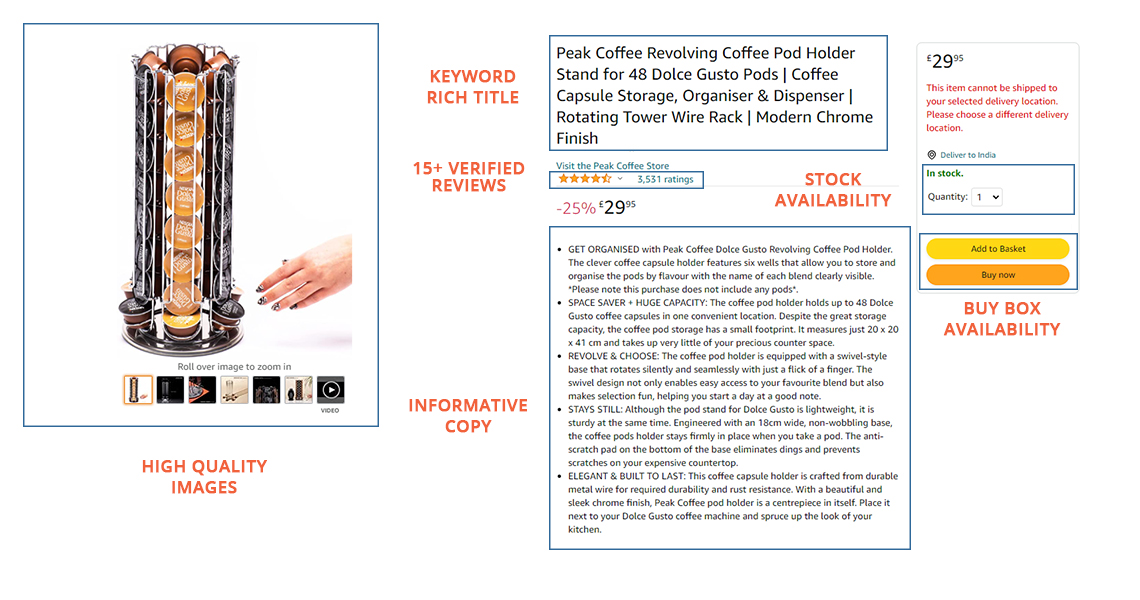 KEYWORD
RICH TITLE
Peak Coffee Revolving Coffee Pod Holder
Stand for 48 Dolce Gusto Pods | Coffee
Capsule Storage, Organiser & Dispenser |
Rotating Tower Wire Rack | Modern Chrome
Finish
£29⁹⁵
This item cannot be shipped to
your selected delivery location.
Please choose a different delivery
location.
Deliver to India
In stock.
Quantity: 1
Add to Basket
Buy now
15+ VERIFIED
REVIEWS
Visit the Peak Coffee Store
3,531 ratings
STOCK
AVAILABILITY
-25% £29⁹⁵
BUY BOX
AVAILABILITY
INFORMATIVE
COPY
• GET ORGANISED with Peak Coffee Dolce Gusto Revolving Coffee Pod Holder.
The clever coffee capsule holder features six wells that allow you to store and
organise the pods by flavour with the name of each blend clearly visible.
*Please note this purchase does not include any pods*.
• SPACE SAVER + HUGE CAPACITY: The coffee pod holder holds up to 48 Dolce
Gusto coffee capsules in one convenient location. Despite the great storage
capacity, the coffee pod storage has a small footprint. It measures just 20 x 20
x 41 cm and takes up very little of your precious counter space.
• REVOLVE & CHOOSE: The coffee pod holder is equipped with a swivel-style
base that rotates silently and seamlessly with just a flick of a finger. The
swivel design not only enables easy access to your favourite blend but also
makes selection fun, helping you start a day at a good note.
• STAYS STILL: Although the pod stand for Dolce Gusto is lightweight, it is
sturdy at the same time. Engineered with an 18cm wide, non-wobbling base,
the coffee pods holder stays firmly in place when you take a pod. The anti-
scratch pad on the bottom of the base eliminates dings and prevents
scratches on your expensive countertop.
• ELEGANT & BUILT TO LAST: This coffee capsule holder is crafted from durable
metal wire for required durability and rust resistance. With a beautiful and
sleek chrome finish, Peak Coffee pod holder is a centrepiece in itself. Place it
next to your Dolce Gusto coffee machine and spruce up the look of your
kitchen.
Dolce
Gusto
Roll over image to zoom in
VIDEO
HIGH QUALITY
IMAGES